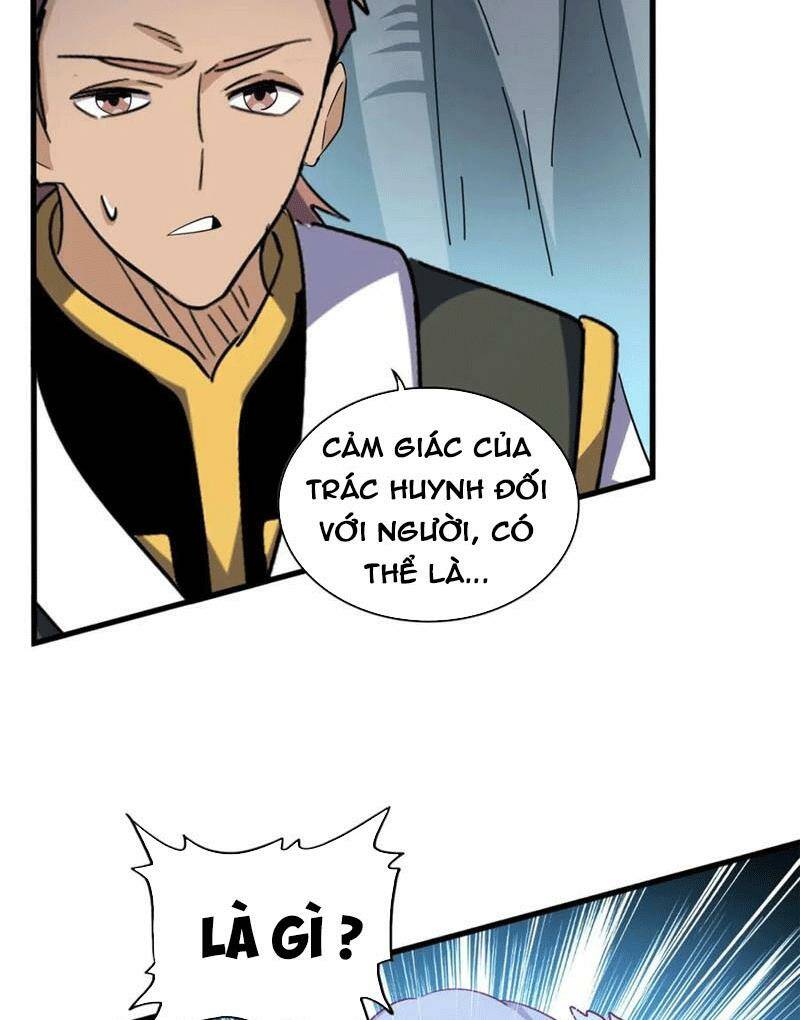 CẢM GIÁC CỦA
TRÁC HUYNH ĐỐI
VỚI NGƯỜI, CÓ
THỂ LÀ...
LÀ GÌ?